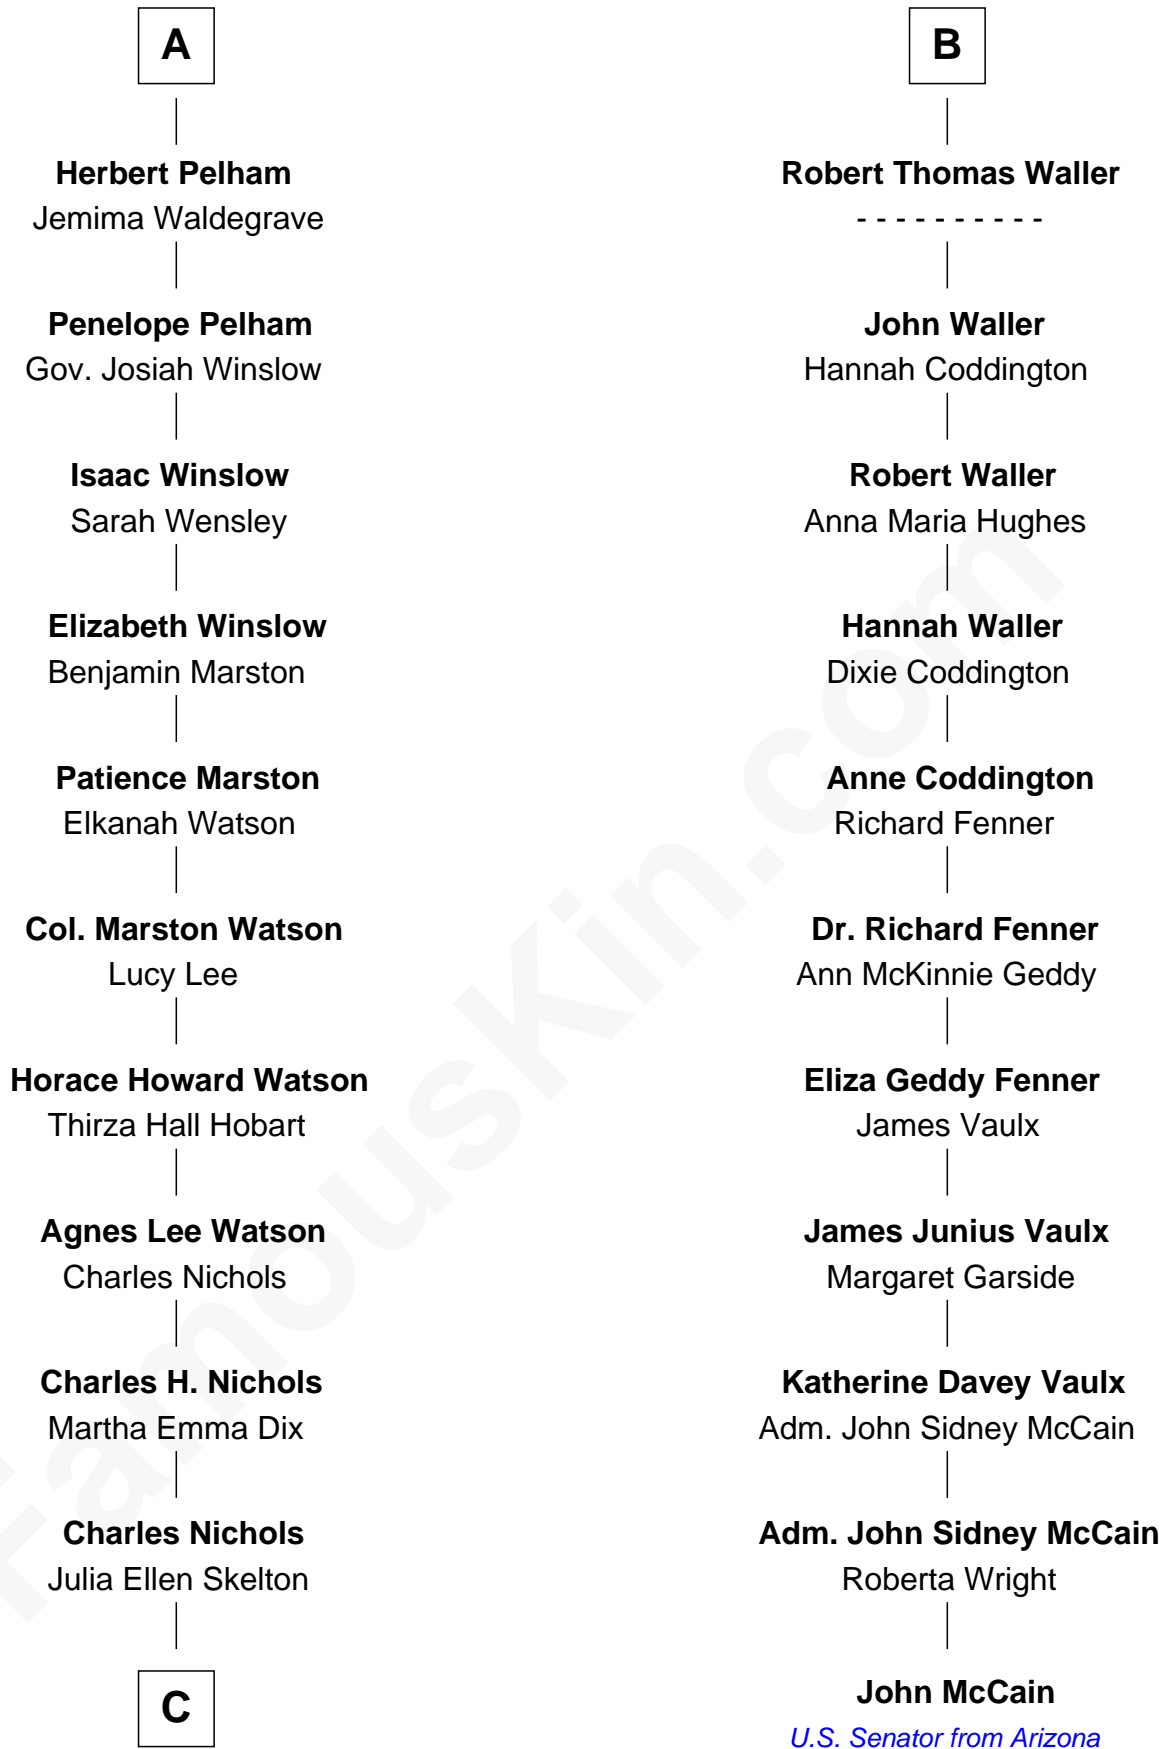 A
Herbert Pelham
Jemima Waldegrave
Penelope Pelham
Gov. Josiah Winslow
Isaac Winslow
Sarah Wensley
Elizabeth Winslow
Benjamin Marston
Patience Marston
Elkanah Watson
Col. Marston Watson
Lucy Lee
Horace Howard Watson
Thirza Hall Hobart
Agnes Lee Watson
Charles Nichols
Charles H. Nichols
Martha Emma Dix
Charles Nichols
Julia Ellen Skelton
C
B
Robert Thomas Waller
- - - - - - - - - -
John Waller
Hannah Coddington
Robert Waller
Anna Maria Hughes
Hannah Waller
Dixie Coddington
Anne Coddington
Richard Fenner
Dr. Richard Fenner
Ann McKinnie Geddy
Eliza Geddy Fenner
James Vaulx
James Junius Vaulx
Margaret Garside
Katherine Davey Vaulx
Adm. John Sidney McCain
Adm. John Sidney McCain
Roberta Wright
John McCain
U.S. Senator from Arizona
FamousKin.com